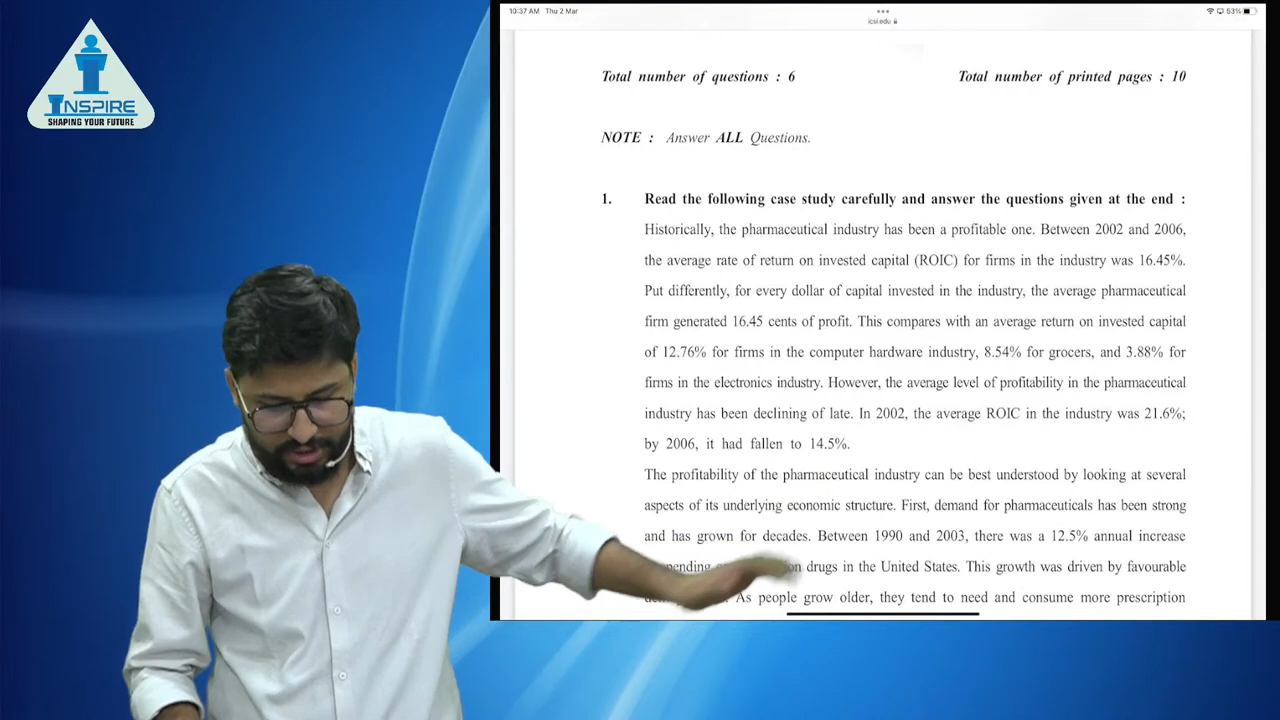 INSPIRE
SHAPING YOUR FUTURE
10:37 AM Thu 2 Mar
icsi.edu
53%
Total number of questions : 6
Total number of printed pages : 10
NOTE : Answer ALL Questions.
1. Read the following case study carefully and answer the questions given at the end :
Historically, the pharmaceutical industry has been a profitable one. Between 2002 and 2006,
the average rate of return on invested capital (ROIC) for firms in the industry was 16.45%.
Put differently, for every dollar of capital invested in the industry, the average pharmaceutical
firm generated 16.45 cents of profit. This compares with an average return on invested capital
of 12.76% for firms in the computer hardware industry, 8.54% for grocers, and 3.88% for
firms in the electronics industry. However, the average level of profitability in the pharmaceutical
industry has been declining of late. In 2002, the average ROIC in the industry was 21.6%;
by 2006, it had fallen to 14.5%.
The profitability of the pharmaceutical industry can be best understood by looking at several
aspects of its underlying economic structure. First, demand for pharmaceuticals has been strong
and has grown for decades. Between 1990 and 2003, there was a 12.5% annual increase
drugs in the United States. This growth was driven by favourable
As people grow older, they tend to need and consume more prescription